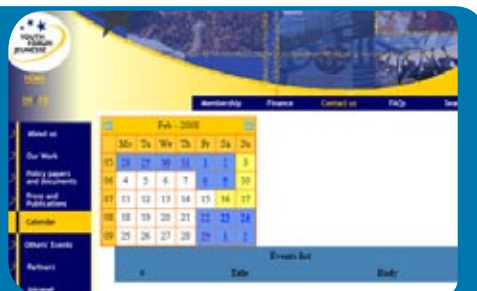 YOUTH
FORUM
JEUNESSE
HOME
EN | FR
Membership Finance Contact us FAQs
About us
Our Work
Policy papers
and documents
Press and
Publications
Calendar
Others' Events
Partners
Intranet
Feb - 2008
Mo Tu We Th Fr Sa Su
05 28 29 30 31 1 2 3
06 4 5 6 7 8 9 10
07 11 12 13 14 15 16 17
08 18 19 20 21 22 23 24
09 25 26 27 28 29 1 2
Events list
# Title Body